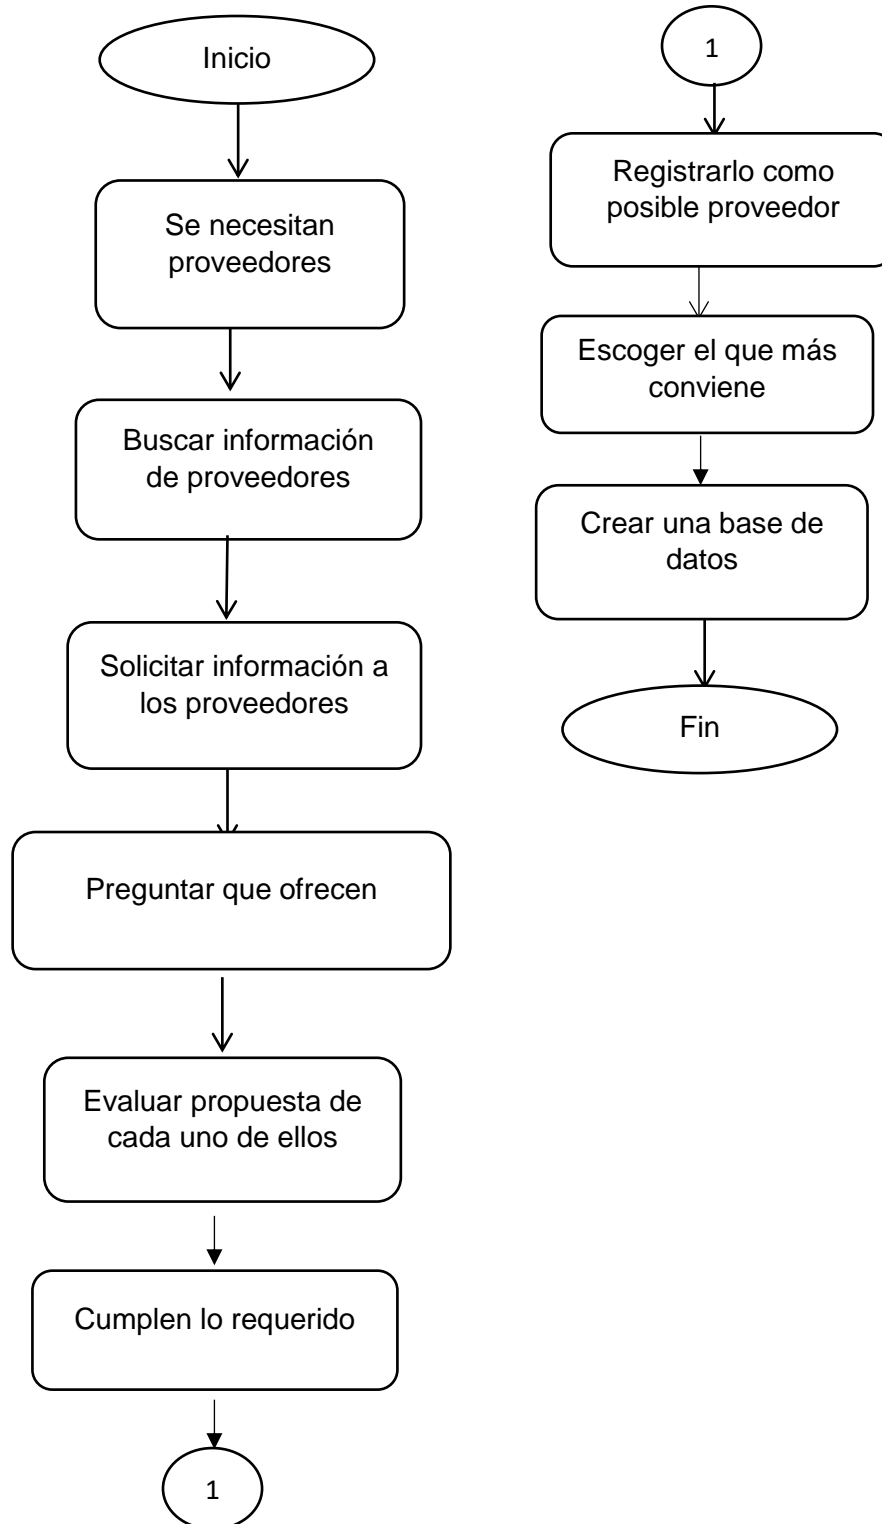 Inicio
Se necesitan
proveedores
Buscar información
de proveedores
Solicitar información a
los proveedores
Preguntar que ofrecen
Evaluar propuesta de
cada uno de ellos
Cumplen lo requerido
1
1
Registrarlo como
posible proveedor
Escoger el que más
conviene
Crear una base de
datos
Fin